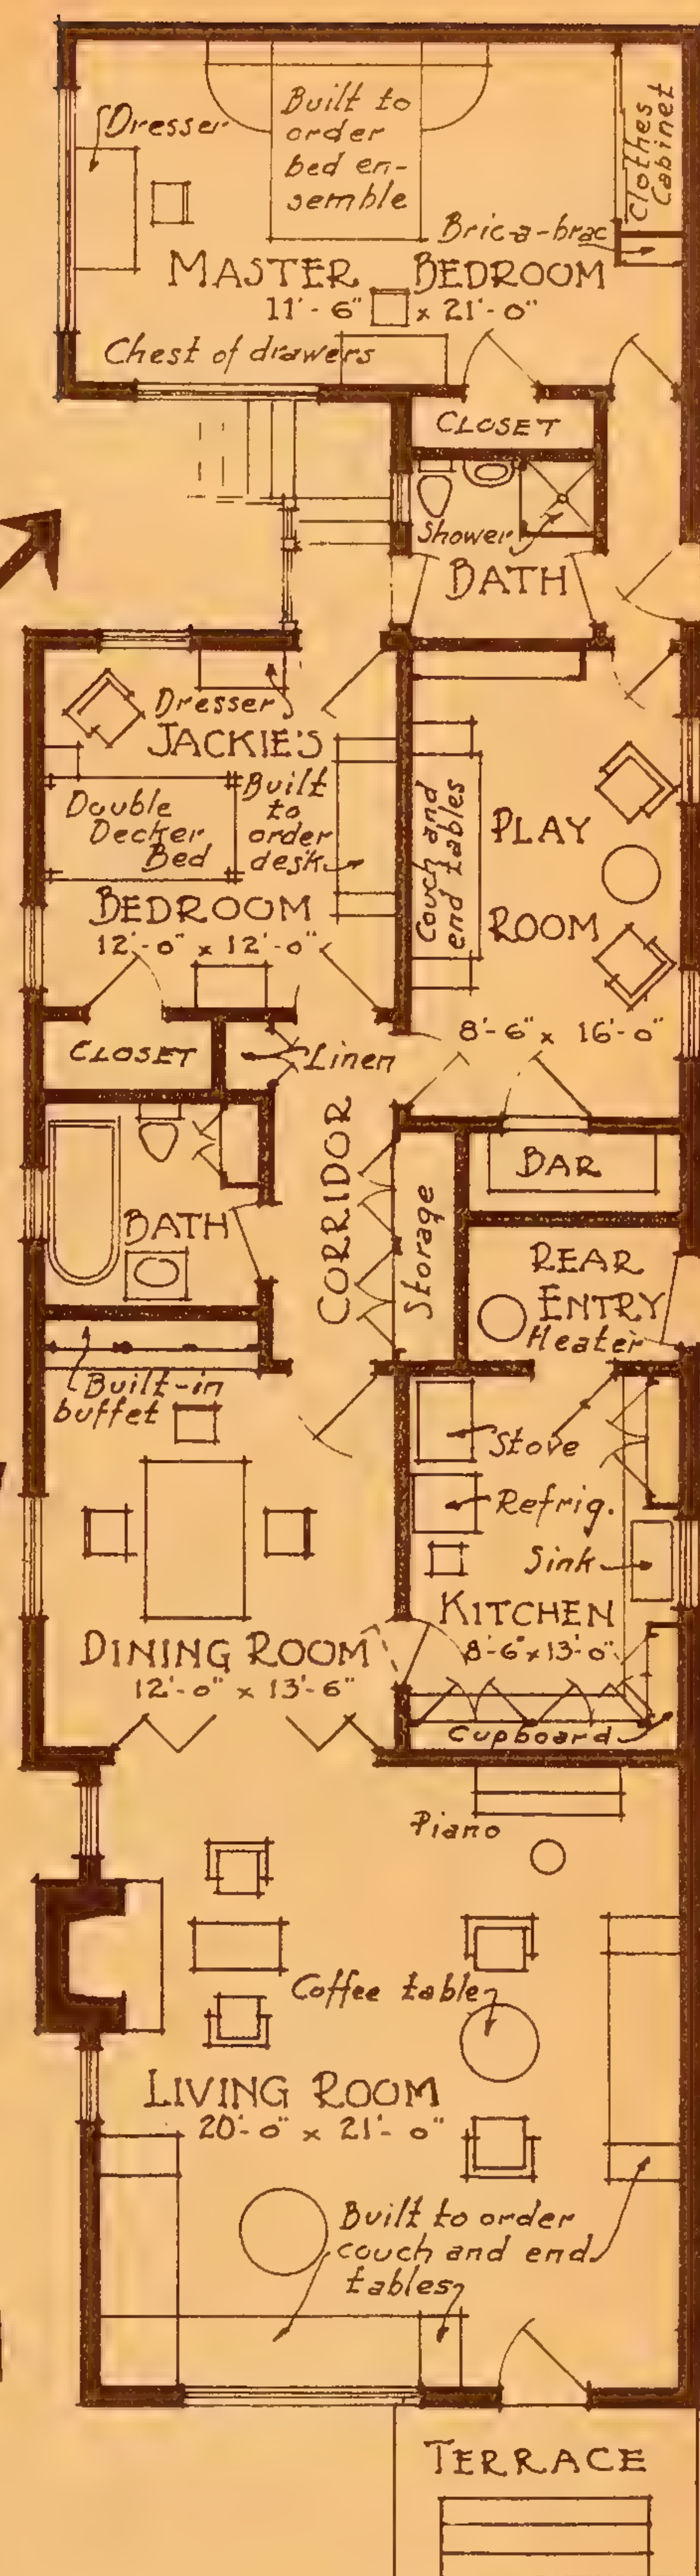 Dresser
Built to
order
bed en-
semble
Clothes
Cabinet
Bric-a-brac
MASTER BEDROOM
11'-6" x 21'-0"
Chest of drawers
CLOSET
Shower
BATH
Dresser
JACKIE'S
Double
Decker
Bed
Built
to
order
desk
BEDROOM
12'-0" x 12'-0"
Couch and
end tables
PLAY
ROOM
8'-6" x 16'-0"
CLOSET
Linen
CORRIDOR
Storage
BAR
BATH
REAR
ENTRY
Heater
Built-in
buffet
Stove
Refrig.
Sink
KITCHEN
8'-6" x 13'-0"
DINING ROOM
12'-0" x 13'-6"
Cupboard
Piano
Coffee table
LIVING ROOM
20'-0" x 21'-0"
Built to order
couch and end
tables
TERRACE